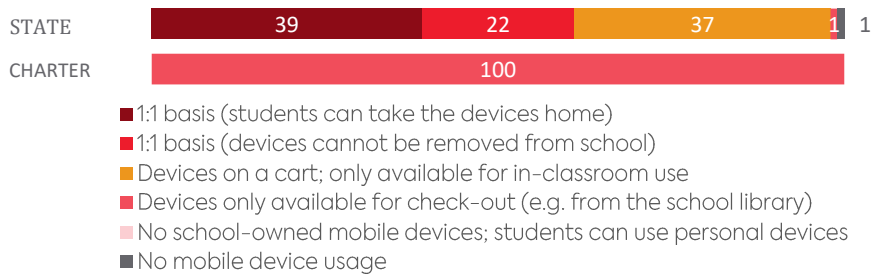 STATE 39 22 37 1 1
CHARTER 100
1:1 basis (students can take the devices home)
1:1 basis (devices cannot be removed from school)
Devices on a cart; only available for in-classroom use
Devices only available for check-out (e.g. from the school library)
No school-owned mobile devices; students can use personal devices
No mobile device usage